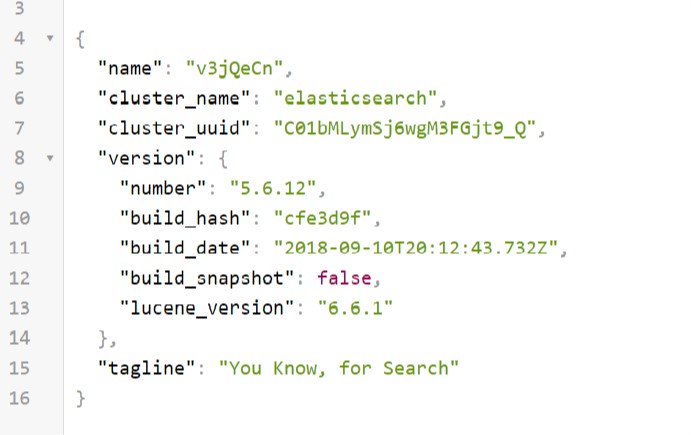 3
4 {
5 "name": "v3jQeCn",
6 "cluster_name": "elasticsearch",
7 "cluster_uuid": "C01bMLymSj6wgM3FGjt9_Q",
8 "version": {
9 "number": "5.6.12",
10 "build_hash": "cfe3d9f",
11 "build_date": "2018-09-10T20:12:43.732Z",
12 "build_snapshot": false,
13 "lucene_version": "6.6.1"
14 },
15 "tagline": "You Know, for Search"
16 }